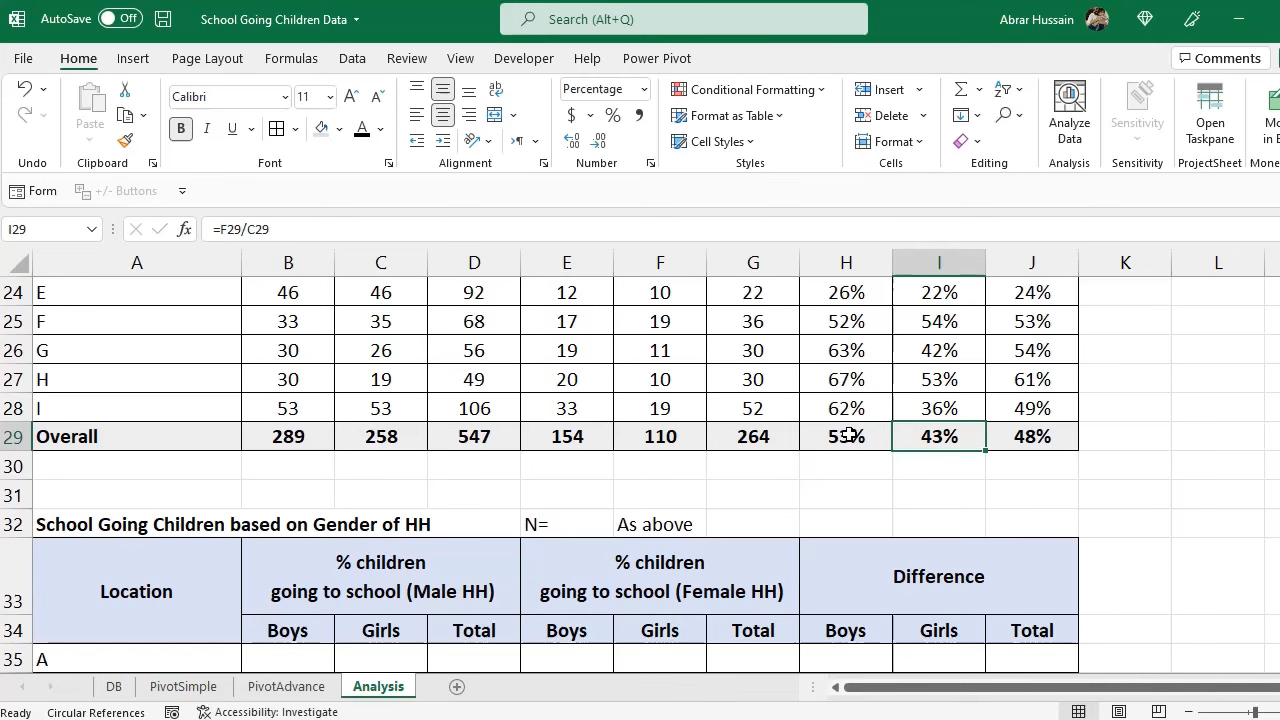 AutoSave Off School Going Children Data Search (Alt+Q) Abrar Hussain
File Home Insert Page Layout Formulas Data Review View Developer Help Power Pivot Comments
Calibri 11 Percentage Conditional Formatting Insert
Paste B I U $ % Format as Table Delete Analyze Data Sensitivity Open Taskpane
Cell Styles Format
Undo Clipboard Font Alignment Number Styles Cells Editing Analysis Sensitivity ProjectSheet
Form +/- Buttons
I29 fx =F29/C29
A B C D E F G H I J K L
24 E 46 46 92 12 10 22 26% 22% 24%
25 F 33 35 68 17 19 36 52% 54% 53%
26 G 30 26 56 19 11 30 63% 42% 54%
27 H 30 19 49 20 10 30 67% 53% 61%
28 I 53 53 106 33 19 52 62% 36% 49%
29 Overall 289 258 547 154 110 264 43% 48%
30
31
32 School Going Children based on Gender of HH N= As above
33 Location % children going to school (Male HH) % children going to school (Female HH) Difference
34 Boys Girls Total Boys Girls Total Boys Girls Total
35 A
DB PivotSimple PivotAdvance Analysis
Circular References Accessibility: Investigate